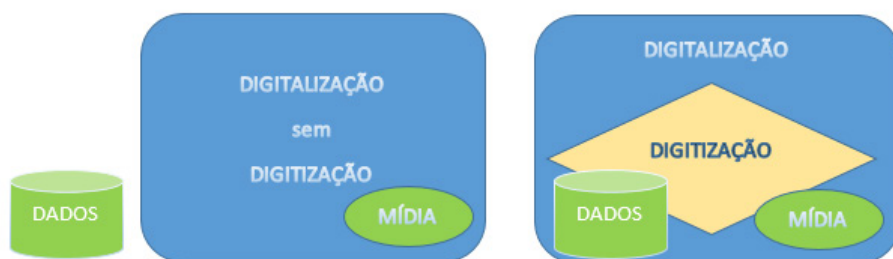 DIGITALIZAÇÃO
sem
DIGITIZAÇÃO
DADOS
MÍDIA
DIGITALIZAÇÃO
DIGITIZAÇÃO
DADOS
MÍDIA